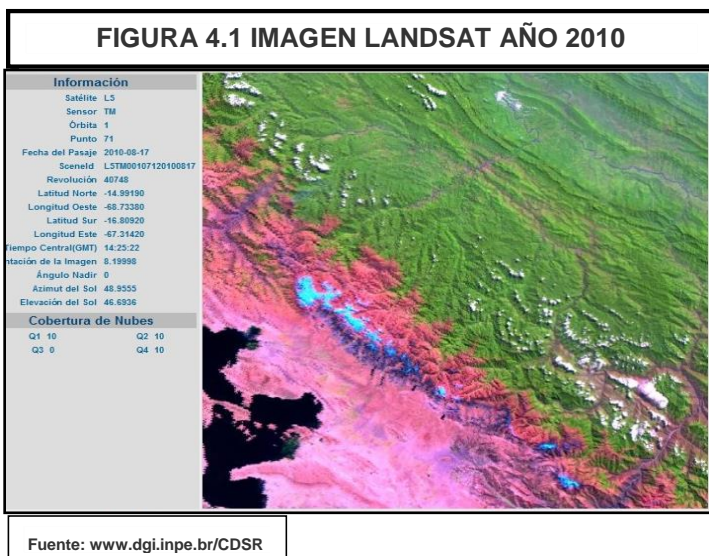 FIGURA 4.1 IMAGEN LANDSAT AÑO 2010
Información
Satélite L5
Sensor TM
Órbita 1
Punto 71
Fecha del Pasaje 2010-08-17
SceneId L5TM00107120100817
Revolución 40748
Latitud Norte -14.99190
Longitud Oeste -68.73380
Latitud Sur -16.80920
Longitud Este -67.31420
Tiempo Central(GMT) 14:25:22
ntación de la Imagen 8.19998
Ángulo Nadir 0
Azimut del Sol 48.9555
Elevación del Sol 46.6936
Cobertura de Nubes
Q1 10 Q2 10
Q3 0 Q4 10
Fuente: www.dgi.inpe.br/CDSR